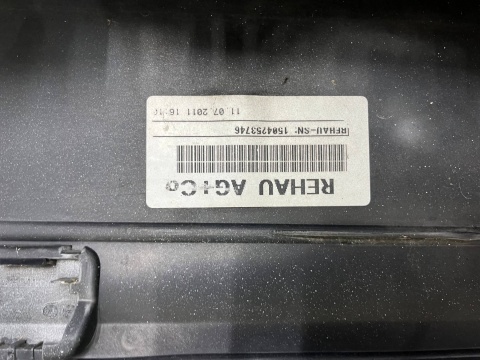 REHAU AG+Co
REHAU-SN: 1504253746
11.07.2011 16:10